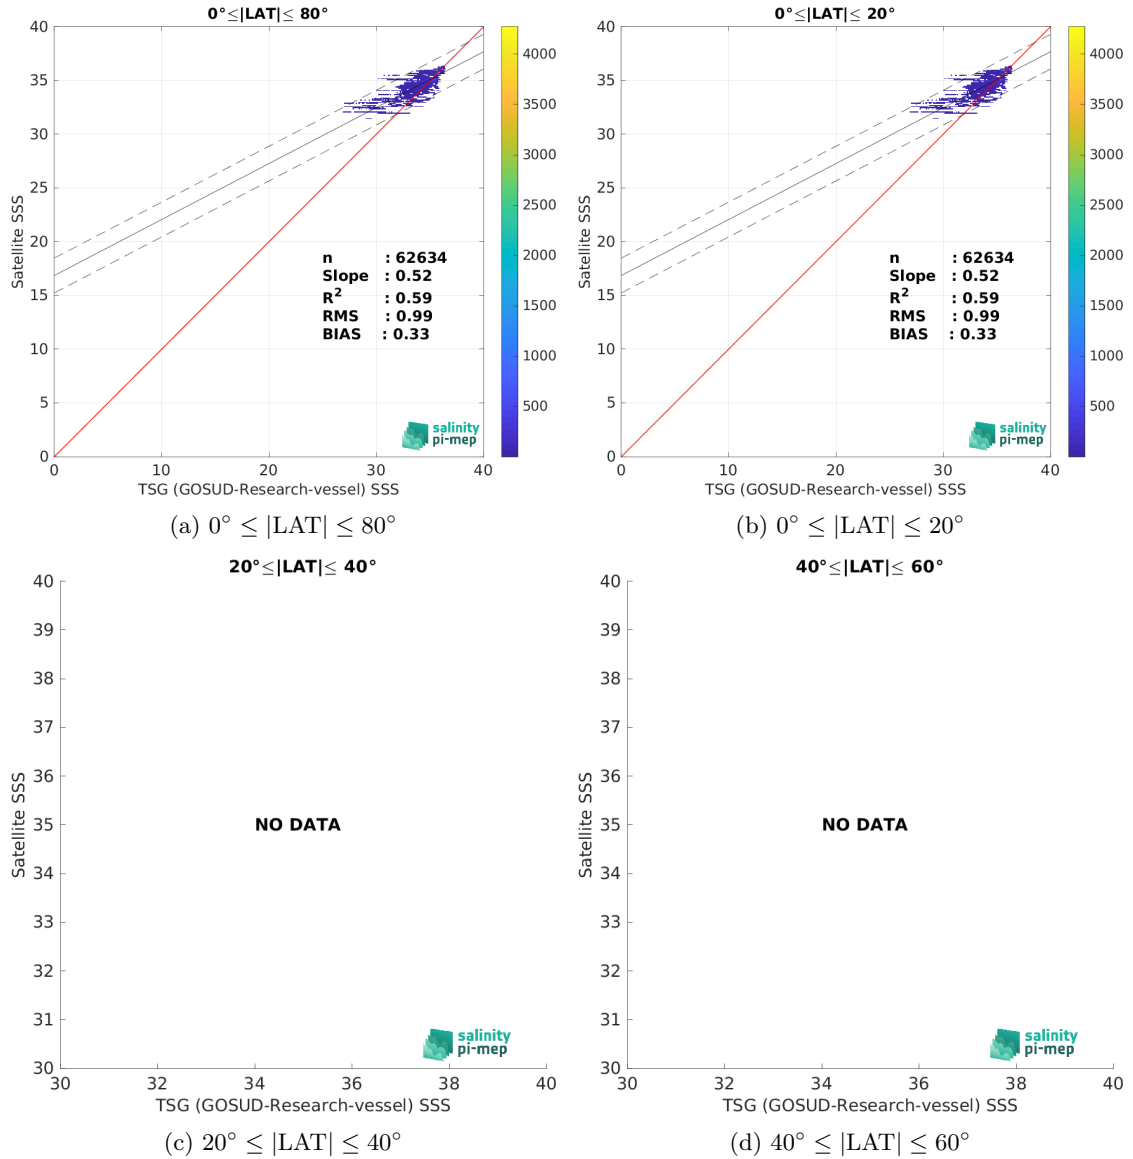 0°≤|LAT|≤ 80°
40
35
30
25
20
15
10
5
0
0
10
20
30
40
Satellite SSS
TSG (GOSUD-Research-vessel) SSS
n : 62634
Slope : 0.52
R² : 0.59
RMS : 0.99
BIAS : 0.33
salinity
pi-mep
4000
3500
3000
2500
2000
1500
1000
500
(a) 0° ≤ |LAT| ≤ 80°
0°≤|LAT|≤ 20°
40
35
30
25
20
15
10
5
0
0
10
20
30
40
Satellite SSS
TSG (GOSUD-Research-vessel) SSS
n : 62634
Slope : 0.52
R² : 0.59
RMS : 0.99
BIAS : 0.33
salinity
pi-mep
4000
3500
3000
2500
2000
1500
1000
500
(b) 0° ≤ |LAT| ≤ 20°
20°≤|LAT|≤ 40°
40
39
38
37
36
35
34
33
32
31
30
30
32
34
36
38
40
Satellite SSS
NO DATA
salinity
pi-mep
TSG (GOSUD-Research-vessel) SSS
(c) 20° ≤ |LAT| ≤ 40°
40°≤|LAT|≤ 60°
40
39
38
37
36
35
34
33
32
31
30
30
32
34
36
38
40
Satellite SSS
NO DATA
salinity
pi-mep
TSG (GOSUD-Research-vessel) SSS
(d) 40° ≤ |LAT| ≤ 60°